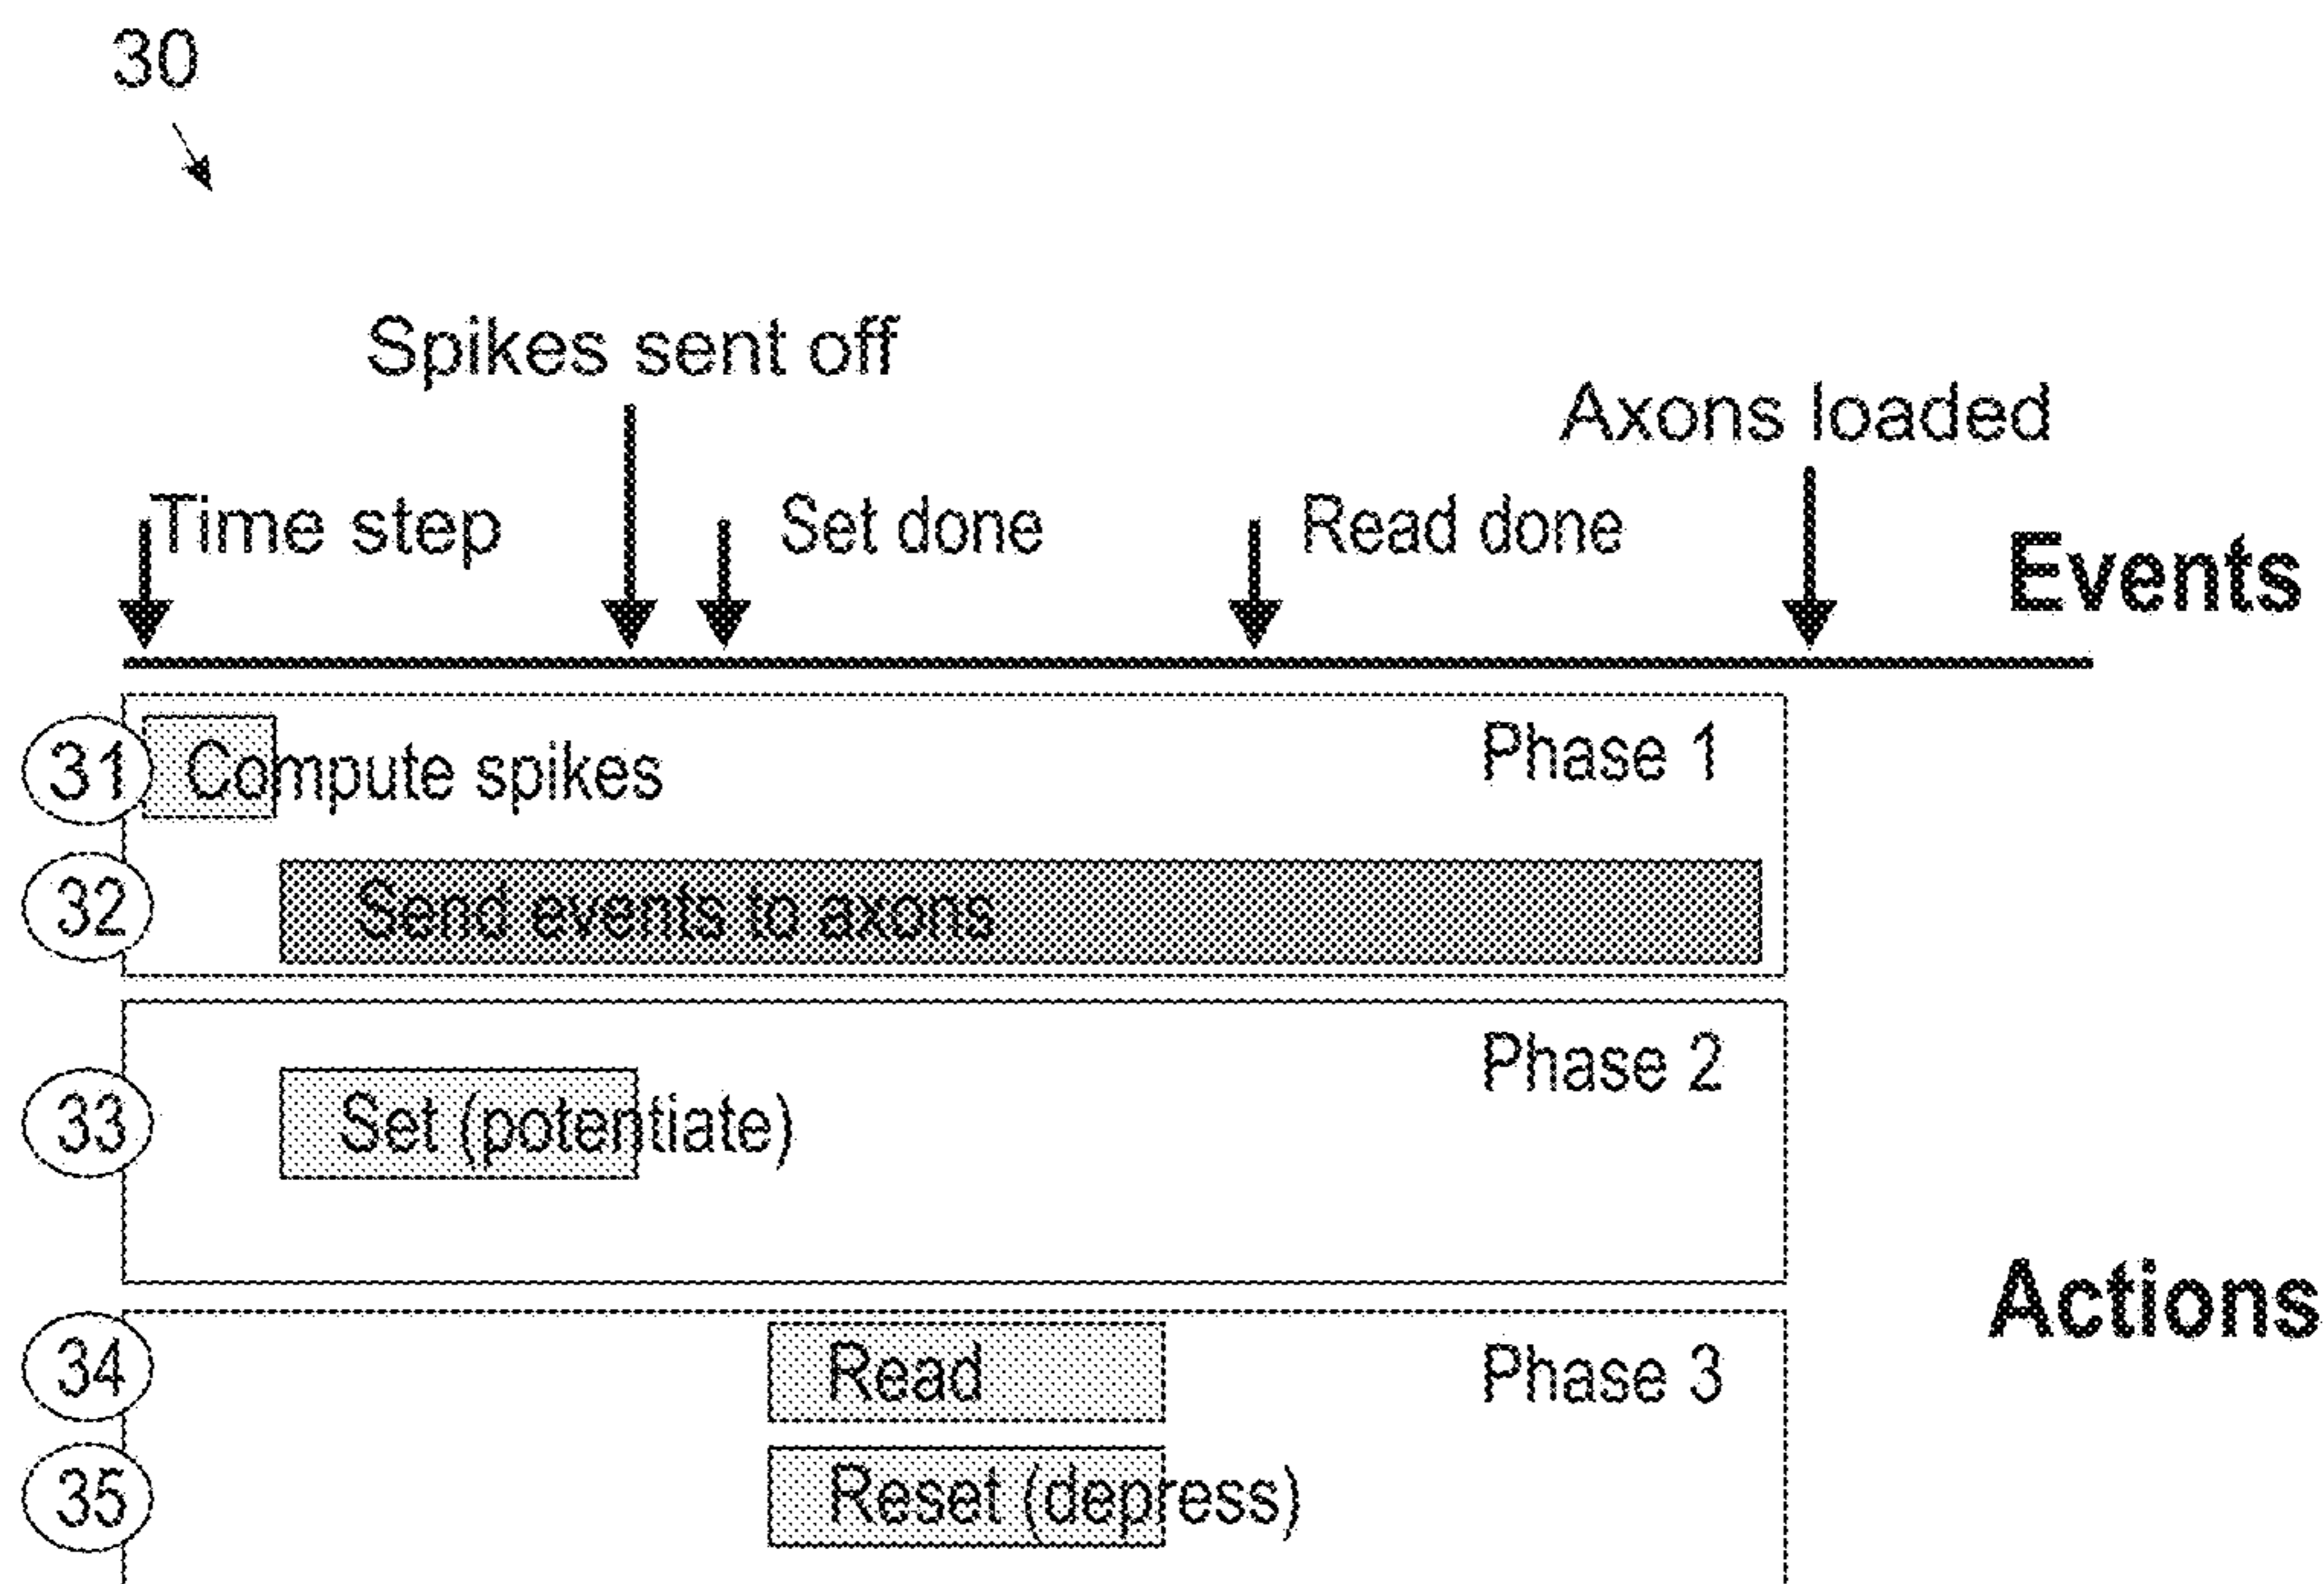 30
Spikes sent off
Axons loaded
Time step
Set done
Read done
Events
31
Compute spikes
Phase 1
32
Send events to axons
Phase 2
33
Set (potentiate)
Actions
34
Read
Phase 3
35
Reset (depress)